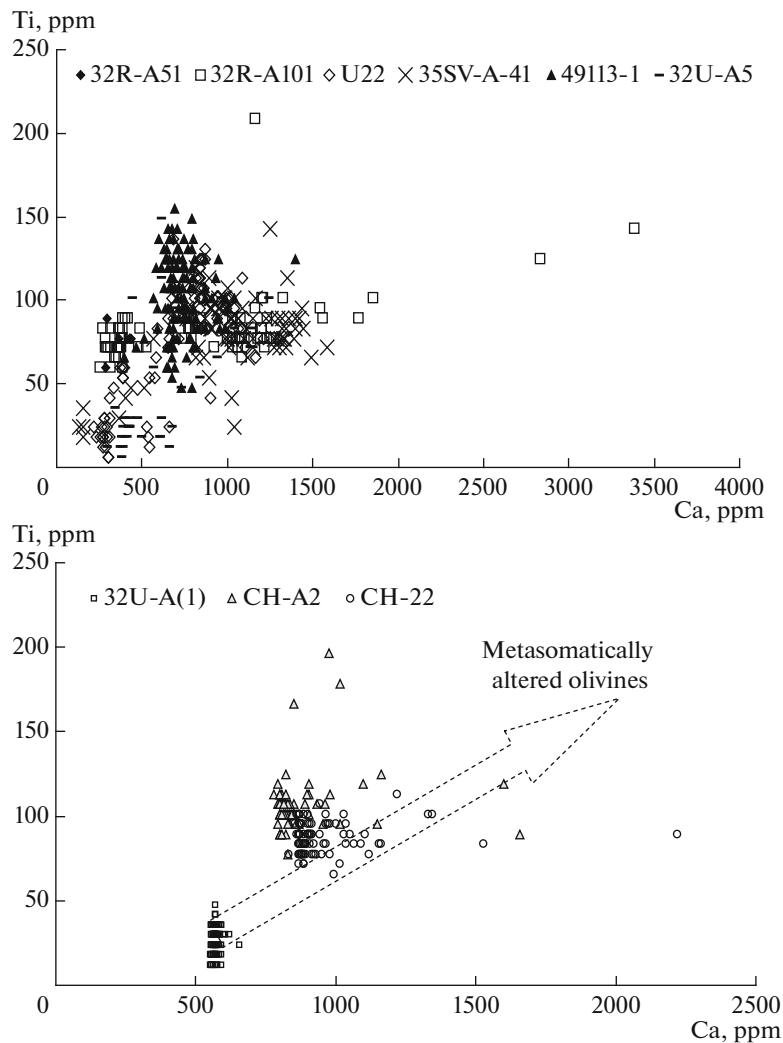 Ti, ppm
250
32R-A51 32R-A101 U22 35SV-A-41 49113-1 32U-A5
200
150
100
50
0 500 1000 1500 2000 2500 3000 3500 4000
Ca, ppm
Ti, ppm
250
32U-A(1) CH-A2 CH-22
200
Metasomatically
altered olivines
150
100
50
0 500 1000 1500 2000 2500
Ca, ppm